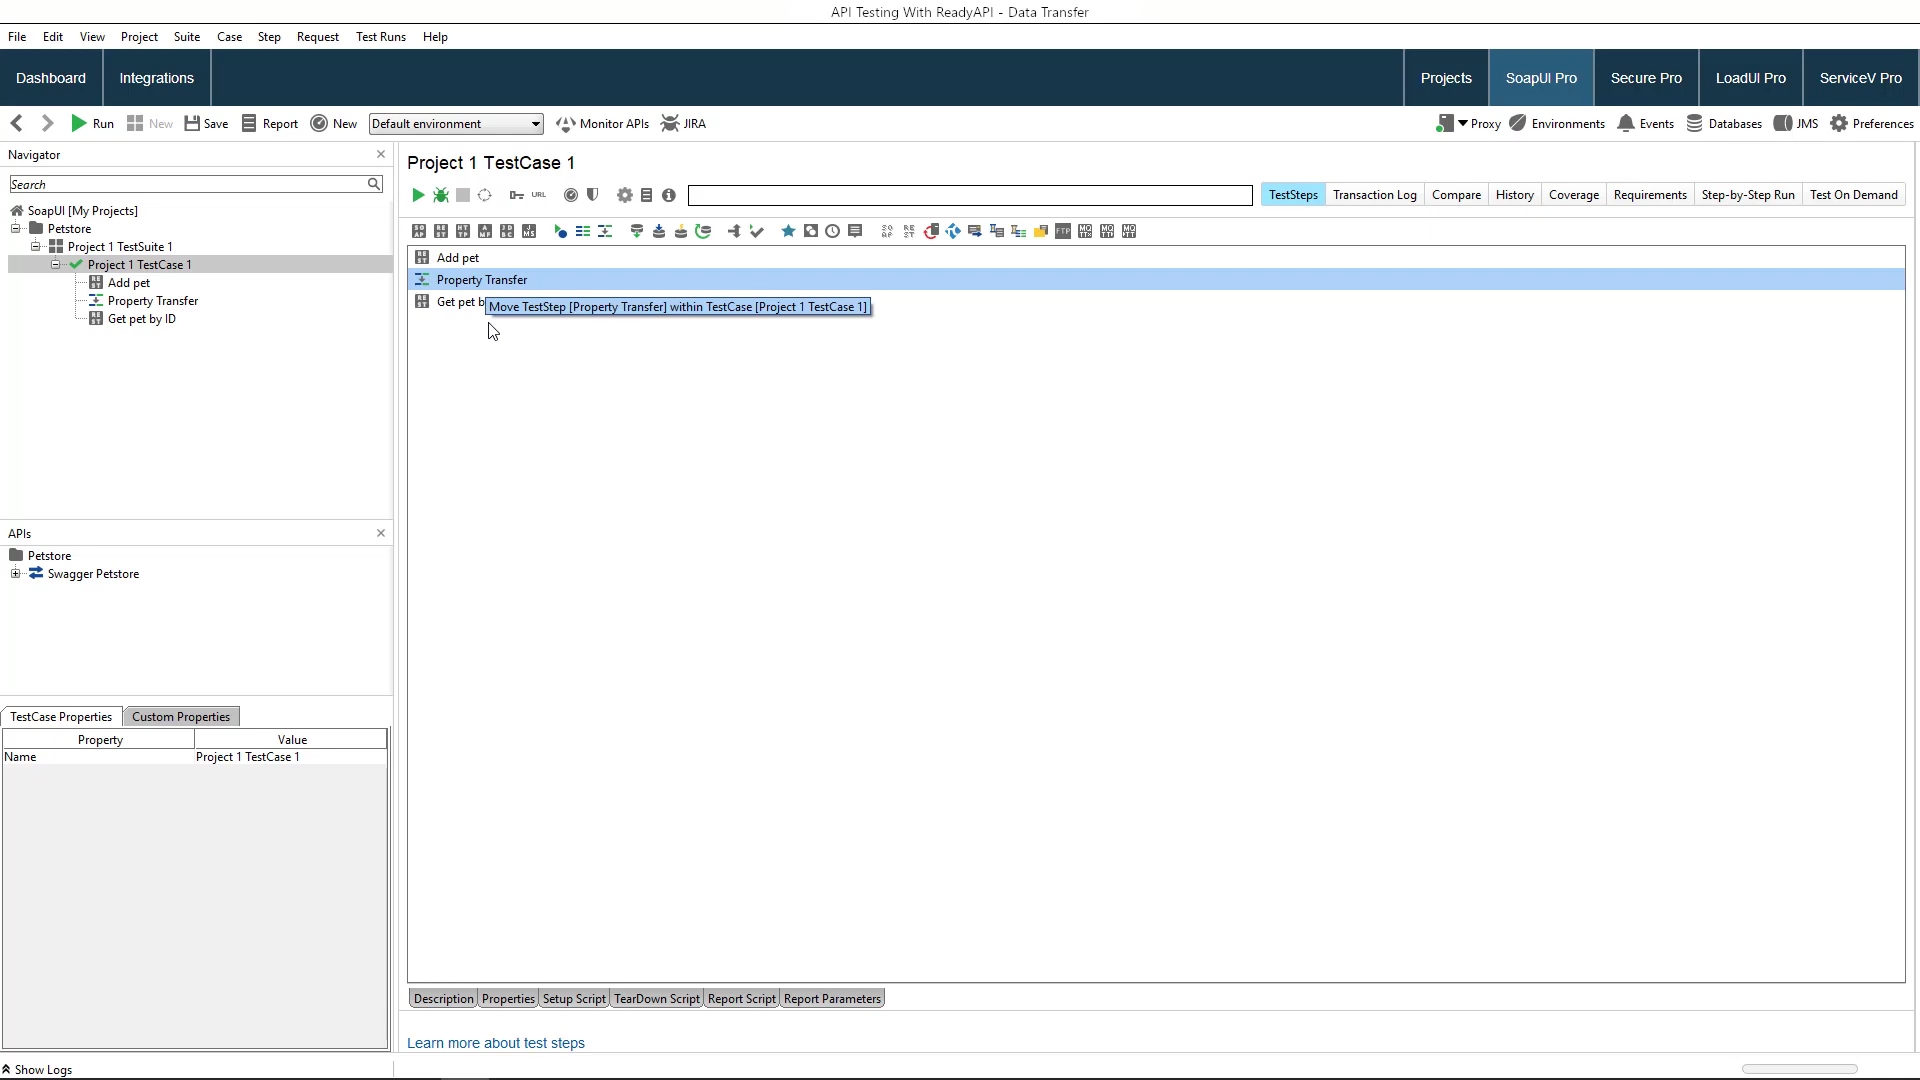 API Testing With ReadyAPI - Data Transfer
File Edit View Project Suite Case Step Request Test Runs Help
Dashboard Integrations Projects SoapUI Pro Secure Pro LoadUI Pro ServiceV Pro
Run New Save Report New Default environment Monitor APIs JIRA Proxy Environments Events Databases JMS Preferences
Navigator
Search
SoapUI [My Projects]
Petstore
Project 1 TestSuite 1
Project 1 TestCase 1
Add pet
Property Transfer
Get pet by ID
APIs
Petstore
Swagger Petstore
TestCase Properties Custom Properties
Property Value
Name Project 1 TestCase 1
Show Logs
Project 1 TestCase 1
URL TestSteps Transaction Log Compare History Coverage Requirements Step-by-Step Run Test On Demand
Add pet
Property Transfer
Get pet b
Move TestStep [Property Transfer] within TestCase [Project 1 TestCase 1]
Description Properties Setup Script TearDown Script Report Script Report Parameters
Learn more about test steps